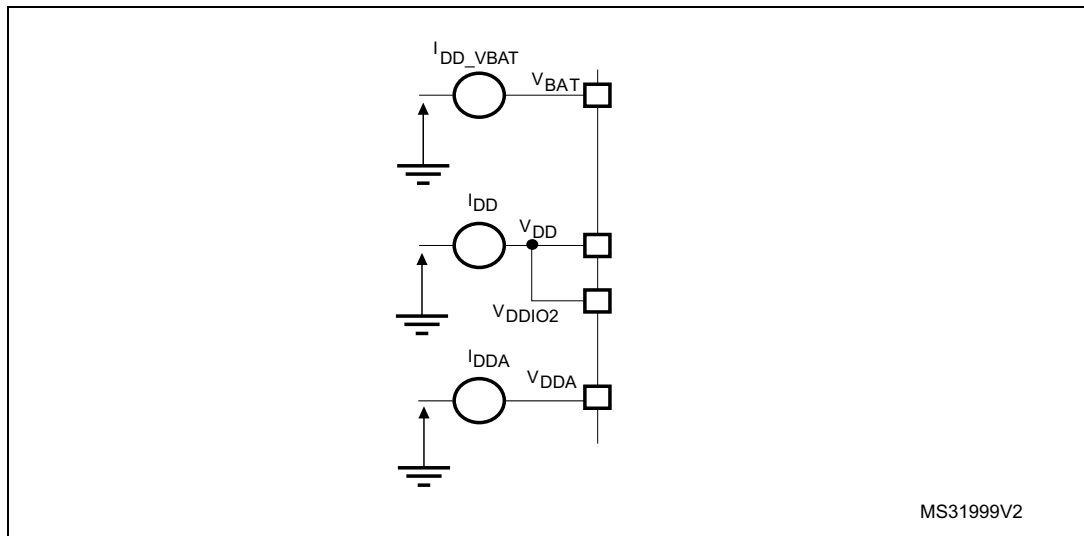 IDD_VBAT
VBAT
IDD
VDD
VDDIO2
IDDA
VDDA
MS31999V2